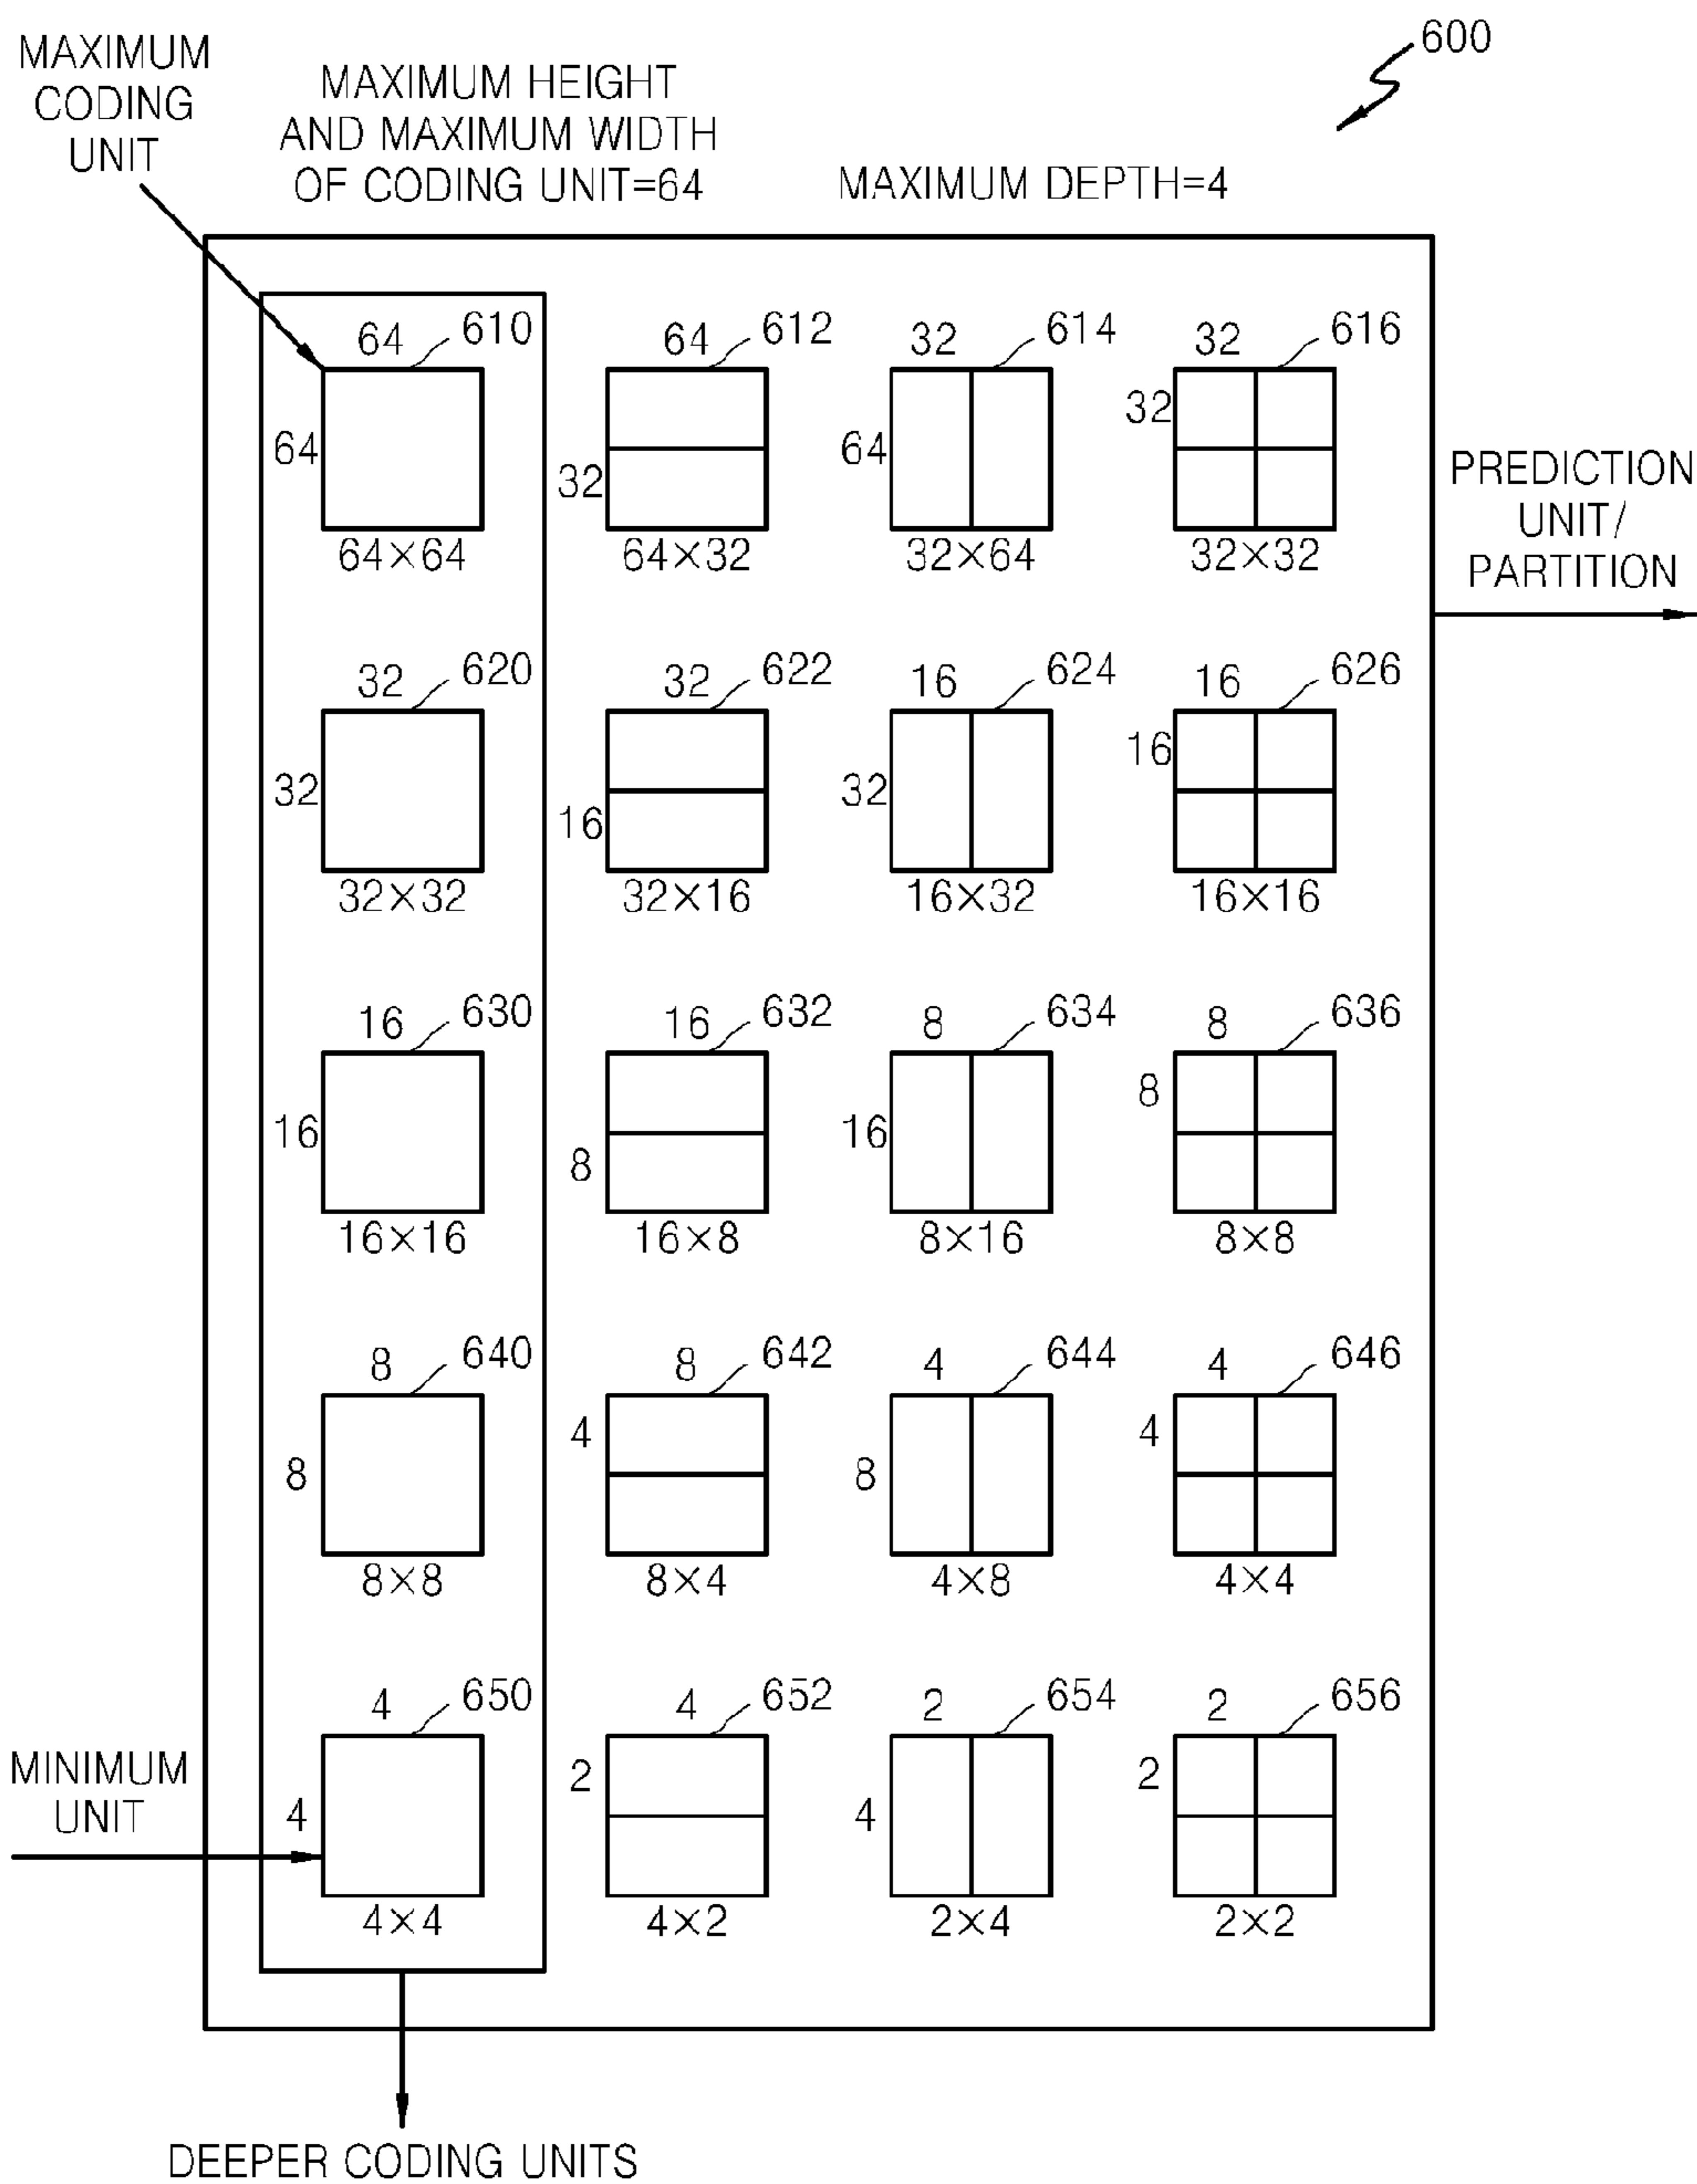 600
MAXIMUM
CODING
UNIT
MAXIMUM HEIGHT
AND MAXIMUM WIDTH
OF CODING UNIT=64
MAXIMUM DEPTH=4
64 610 64 612 32 614 32 616
64 32 64 32
64×64 64×32 32×64 32×32
PREDICTION
UNIT/
PARTITION
32 620 32 622 16 624 16 626
32 16 32 16
32×32 32×16 16×32 16×16
16 630 16 632 8 634 8 636
16 8 16 8
16×16 16×8 8×16 8×8
8 640 8 642 4 644 4 646
8 4 8 4
8×8 8×4 4×8 4×4
4 650 4 652 2 654 2 656
MINIMUM
UNIT
4 2 4 2
4×4 4×2 2×4 2×2
DEEPER CODING UNITS